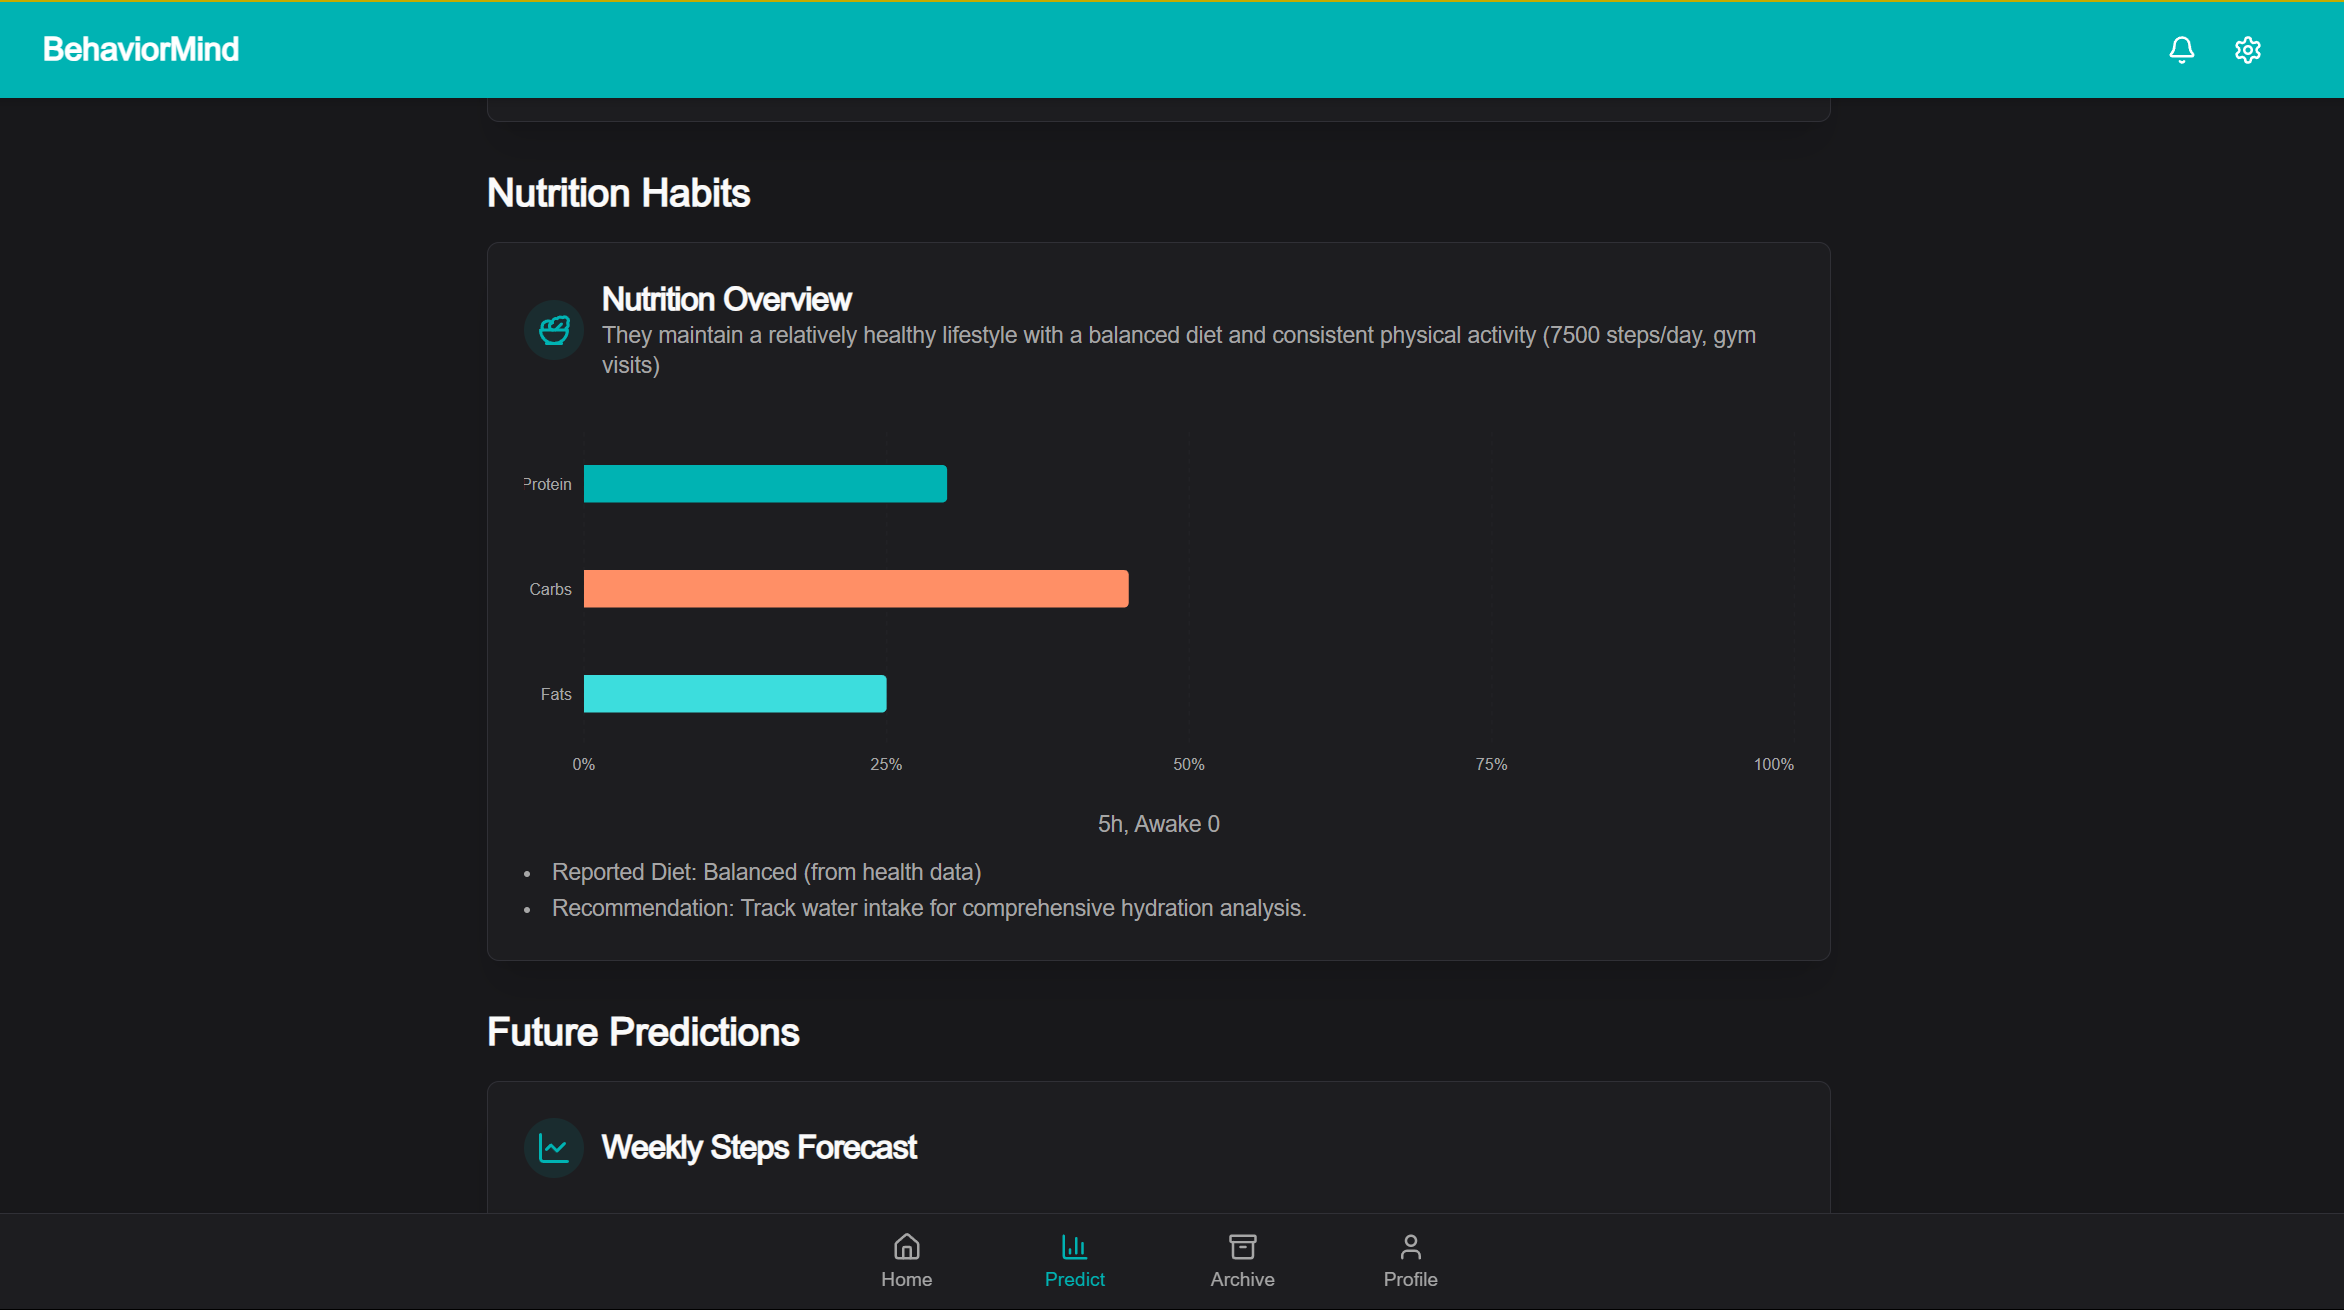 BehaviorMind
Nutrition Habits
Nutrition Overview
They maintain a relatively healthy lifestyle with a balanced diet and consistent physical activity (7500 steps/day, gym
visits)
Protein
Carbs
Fats
0% 25% 50% 75% 100%
5h, Awake 0
• Reported Diet: Balanced (from health data)
• Recommendation: Track water intake for comprehensive hydration analysis.
Future Predictions
Weekly Steps Forecast
Home Predict Archive Profile